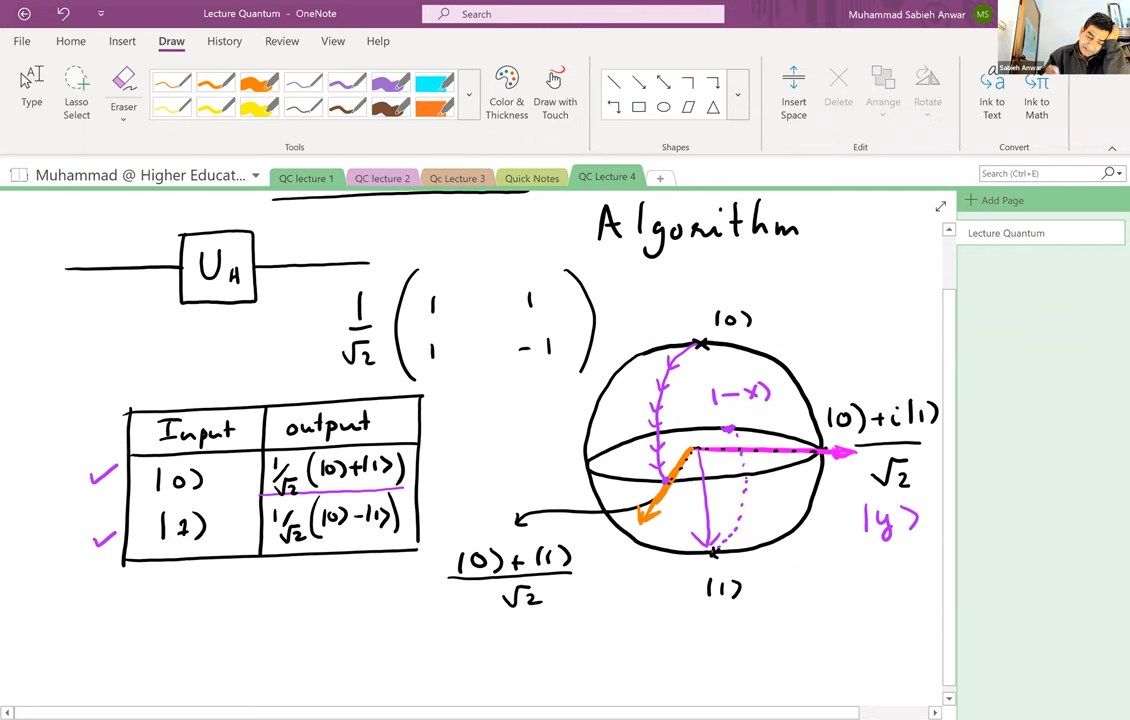 Lecture Quantum - OneNote
Search
Muhammad Sabieh Anwar
MS
Sabieh Anwar
File Home Insert Draw History Review View Help
Type
Lasso Select
Eraser
Color & Thickness
Draw with Touch
Insert Space
Delete
Arrange
Rotate
Ink to Text
Ink to Math
Tools
Shapes
Edit
Convert
Muhammad @ Higher Educat...
QC lecture 1
QC lecture 2
Qc Lecture 3
Quick Notes
QC Lecture 4
Search (Ctrl+E)
Add Page
Lecture Quantum
Algorithm
U_H
1/√2 ( 1 1
1 -1 )
Input output
|0⟩ 1/√2 (|0⟩+|1⟩)
|1⟩ 1/√2 (|0⟩-|1⟩)
|0⟩
|-x⟩
|0⟩+i|1⟩
√2
|y⟩
|0⟩+|1⟩
√2
|1⟩